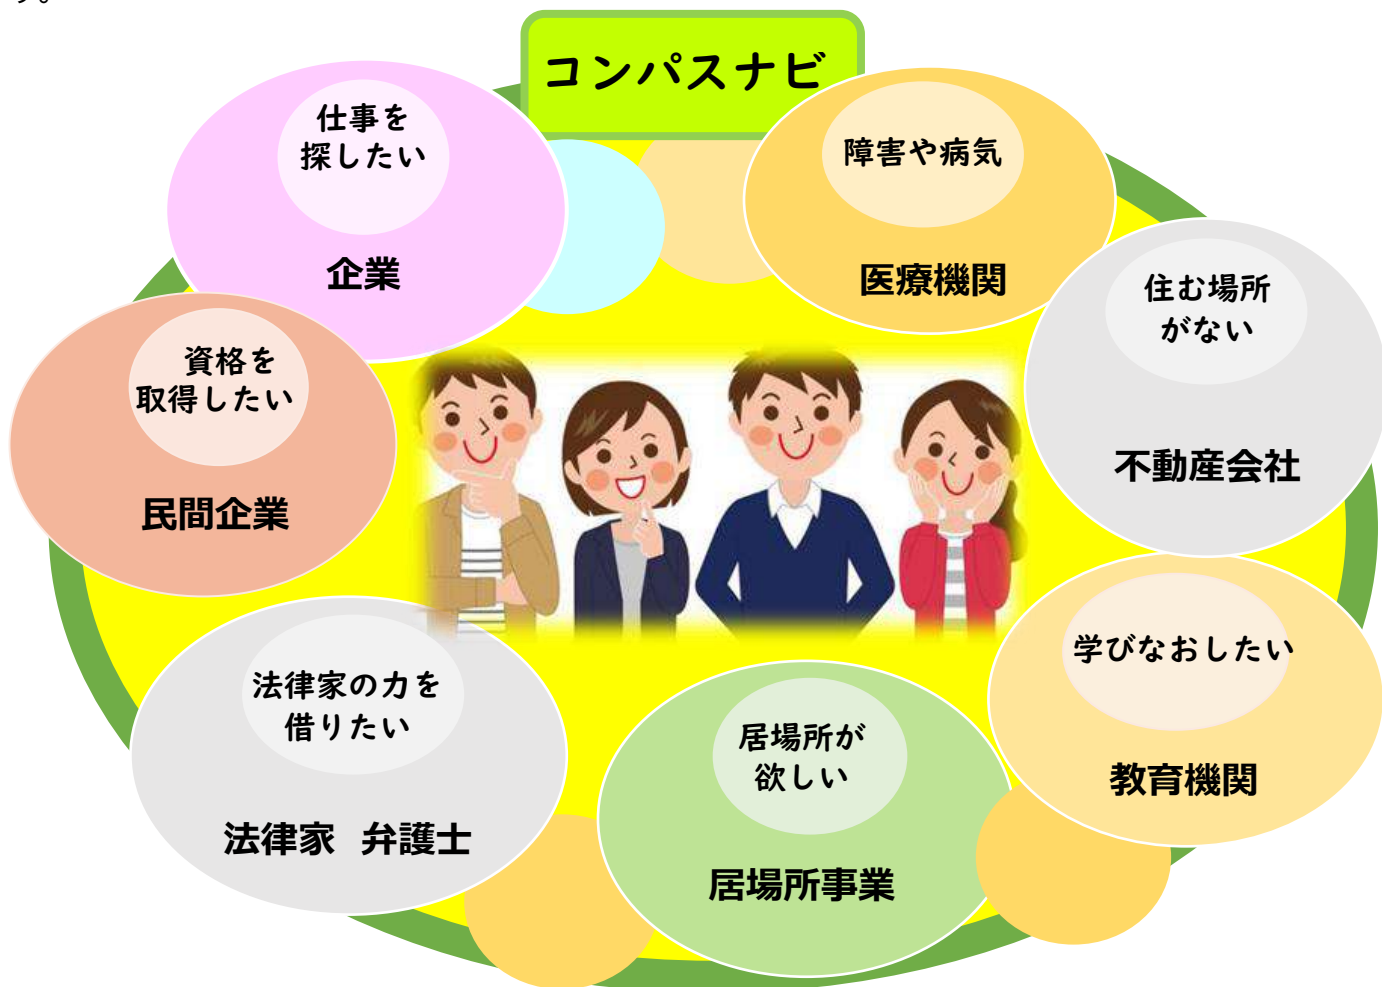 す。
コンパスナビ
仕事を
探したい
企業
障害や病気
医療機関
住む場所
がない
不動産会社
資格を
取得したい
民間企業
学びなおしたい
教育機関
法律家の力を
借りたい
法律家 弁護士
居場所が
欲しい
居場所事業